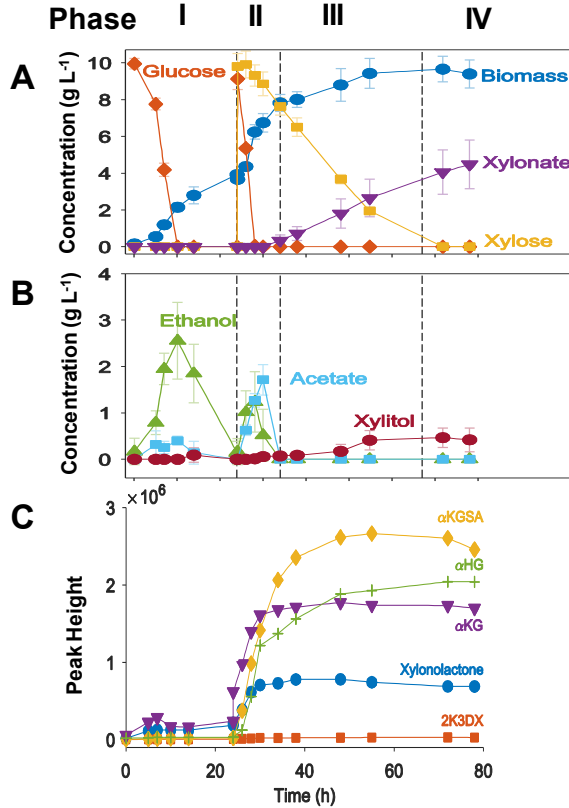 Phase I II III IV
A
Concentration (g L-1)
10
8
6
4
2
0
Glucose
Biomass
Xylonate
Xylose
B
Concentration (g L-1)
4
3
2
1
0
Ethanol
Acetate
Xylitol
C
×10⁶
Peak Height
3
2
1
0
αKGSA
αHG
αKG
Xylonolactone
2K3DX
0 20 40 60 80
Time (h)